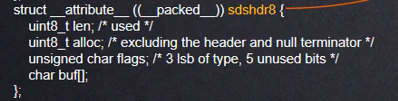 struct __attribute__ ((__packed__)) sdshdr8 {
uint8_t len; /* used */
uint8_t alloc; /* excluding the header and null terminator */
unsigned char flags; /* 3 lsb of type, 5 unused bits */
char buf[];
};